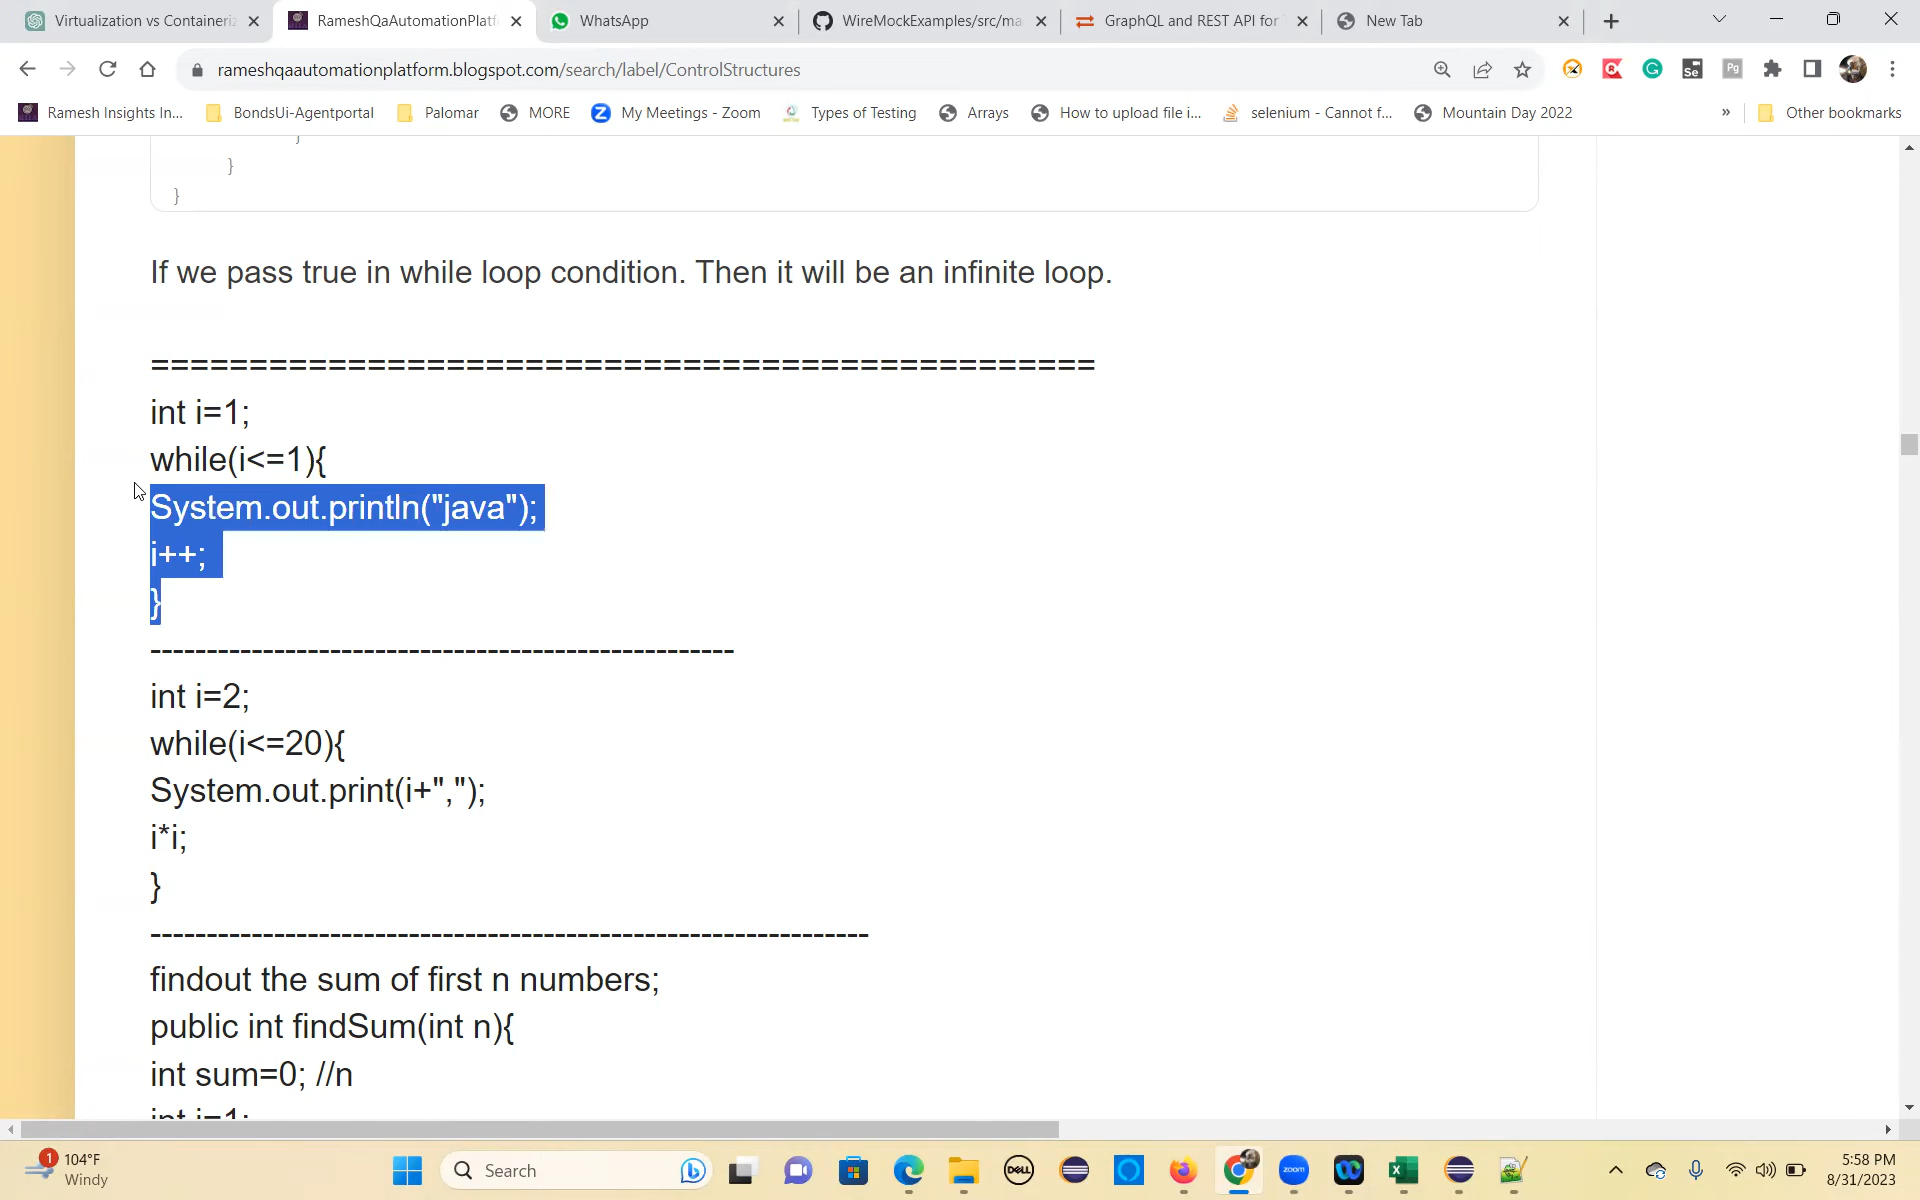 Virtualization vs Containeriz
RameshQaAutomationPlatf
WhatsApp
WireMockExamples/src/ma
GraphQL and REST API for
New Tab
rameshqaautomationplatform.blogspot.com/search/label/ControlStructures
Ramesh Insights In...
BondsUi-Agentportal
Palomar
MORE
My Meetings - Zoom
Types of Testing
Arrays
How to upload file i...
selenium - Cannot f...
Mountain Day 2022
»
Other bookmarks
}
}
}
If we pass true in while loop condition. Then it will be an infinite loop.
================================================
int i=1;
while(i<=1){
System.out.println("java");
i++;
}
----------------------------------------------------
int i=2;
while(i<=20){
System.out.print(i+",");
i*i;
}
----------------------------------------------------------------
findout the sum of first n numbers;
public int findSum(int n){
int sum=0; //n
int i=1;
1
104°F
Windy
Search
DELL
zoom
5:58 PM
8/31/2023